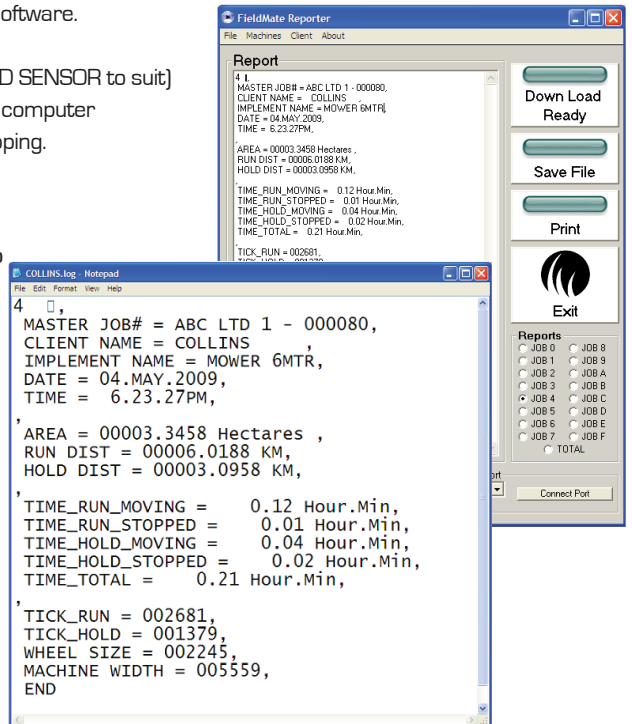 oftware.
D SENSOR to suit)
computer
ping.
FieldMate Reporter
File Machines Client About
Report
4
MASTER JOB# = ABC LTD 1 - 000080,
CLIENT NAME = COLLINS ,
IMPLEMENT NAME = MOWER 6MTR,
DATE = 04.MAY.2009,
TIME = 6.23.27PM,
,
AREA = 00003.3458 Hectares ,
RUN DIST = 00006.0188 KM,
HOLD DIST = 00003.0958 KM,
,
TIME_RUN_MOVING = 0.12 Hour.Min,
TIME_RUN_STOPPED = 0.01 Hour.Min,
TIME_HOLD_MOVING = 0.04 Hour.Min,
TIME_HOLD_STOPPED = 0.02 Hour.Min,
TIME_TOTAL = 0.21 Hour.Min,
,
TICK_RUN = 002681,
Down Load
Ready
Save File
Print
Exit
Reports
JOB 0 JOB 8
JOB 1 JOB 9
JOB 2 JOB A
JOB 3 JOB B
JOB 4 JOB C
JOB 5 JOB D
JOB 6 JOB E
JOB 7 JOB F
TOTAL
ort
Connect Port
COLLINS.log - Notepad
File Edit Format View Help
4 ,
MASTER JOB# = ABC LTD 1 - 000080,
CLIENT NAME = COLLINS ,
IMPLEMENT NAME = MOWER 6MTR,
DATE = 04.MAY.2009,
TIME = 6.23.27PM,
,
AREA = 00003.3458 Hectares ,
RUN DIST = 00006.0188 KM,
HOLD DIST = 00003.0958 KM,
,
TIME_RUN_MOVING = 0.12 Hour.Min,
TIME_RUN_STOPPED = 0.01 Hour.Min,
TIME_HOLD_MOVING = 0.04 Hour.Min,
TIME_HOLD_STOPPED = 0.02 Hour.Min,
TIME_TOTAL = 0.21 Hour.Min,
,
TICK_RUN = 002681,
TICK_HOLD = 001379,
WHEEL SIZE = 002245,
MACHINE WIDTH = 005559,
END